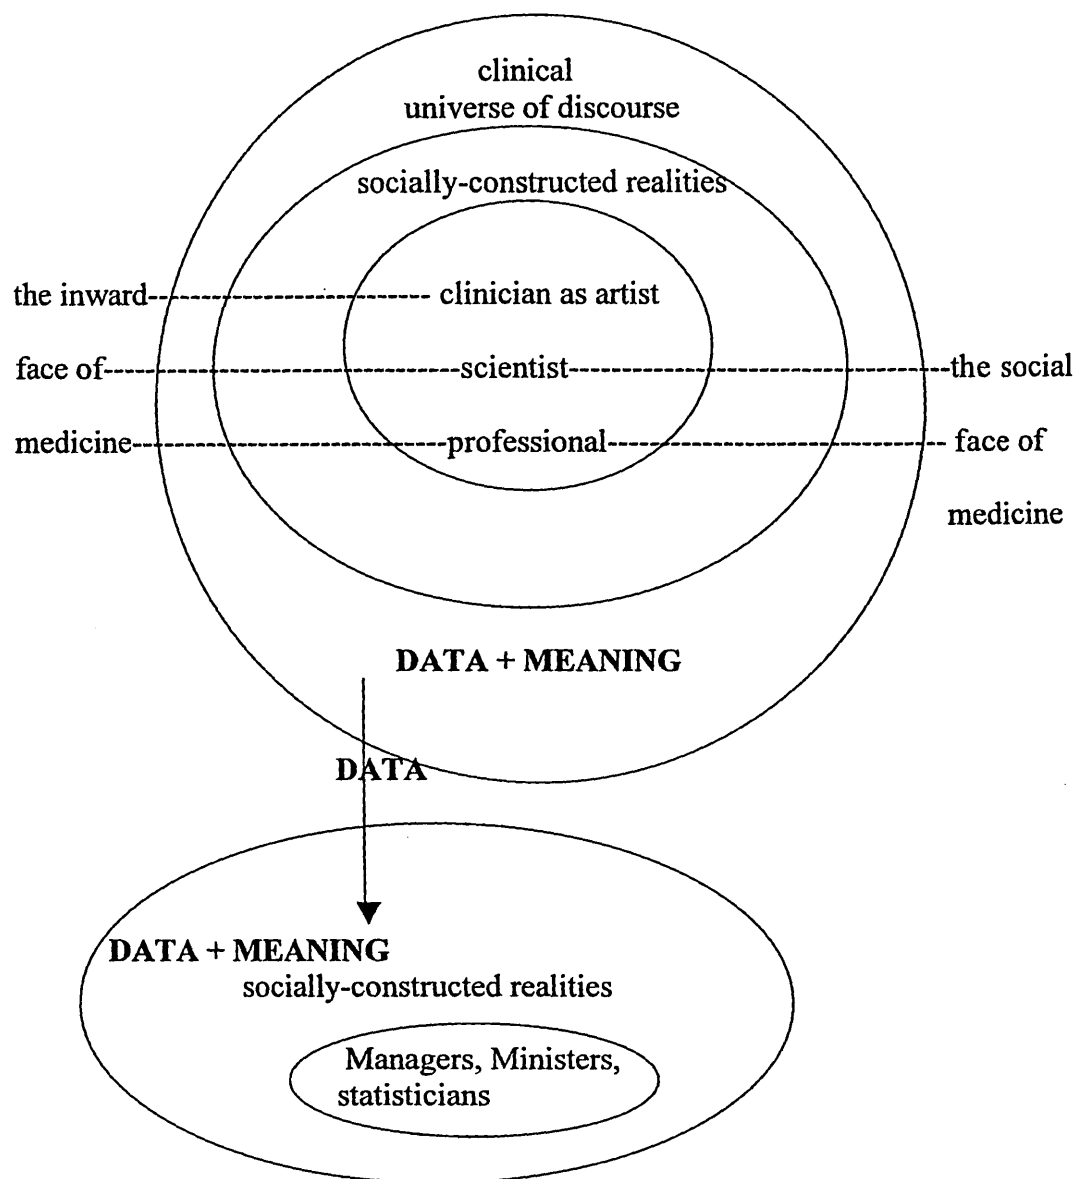 clinical
universe of discourse
socially-constructed realities
the inward clinician as artist
face of scientist the social
medicine professional face of
medicine
DATA + MEANING
DATA
DATA + MEANING
socially-constructed realities
Managers, Ministers,
statisticians